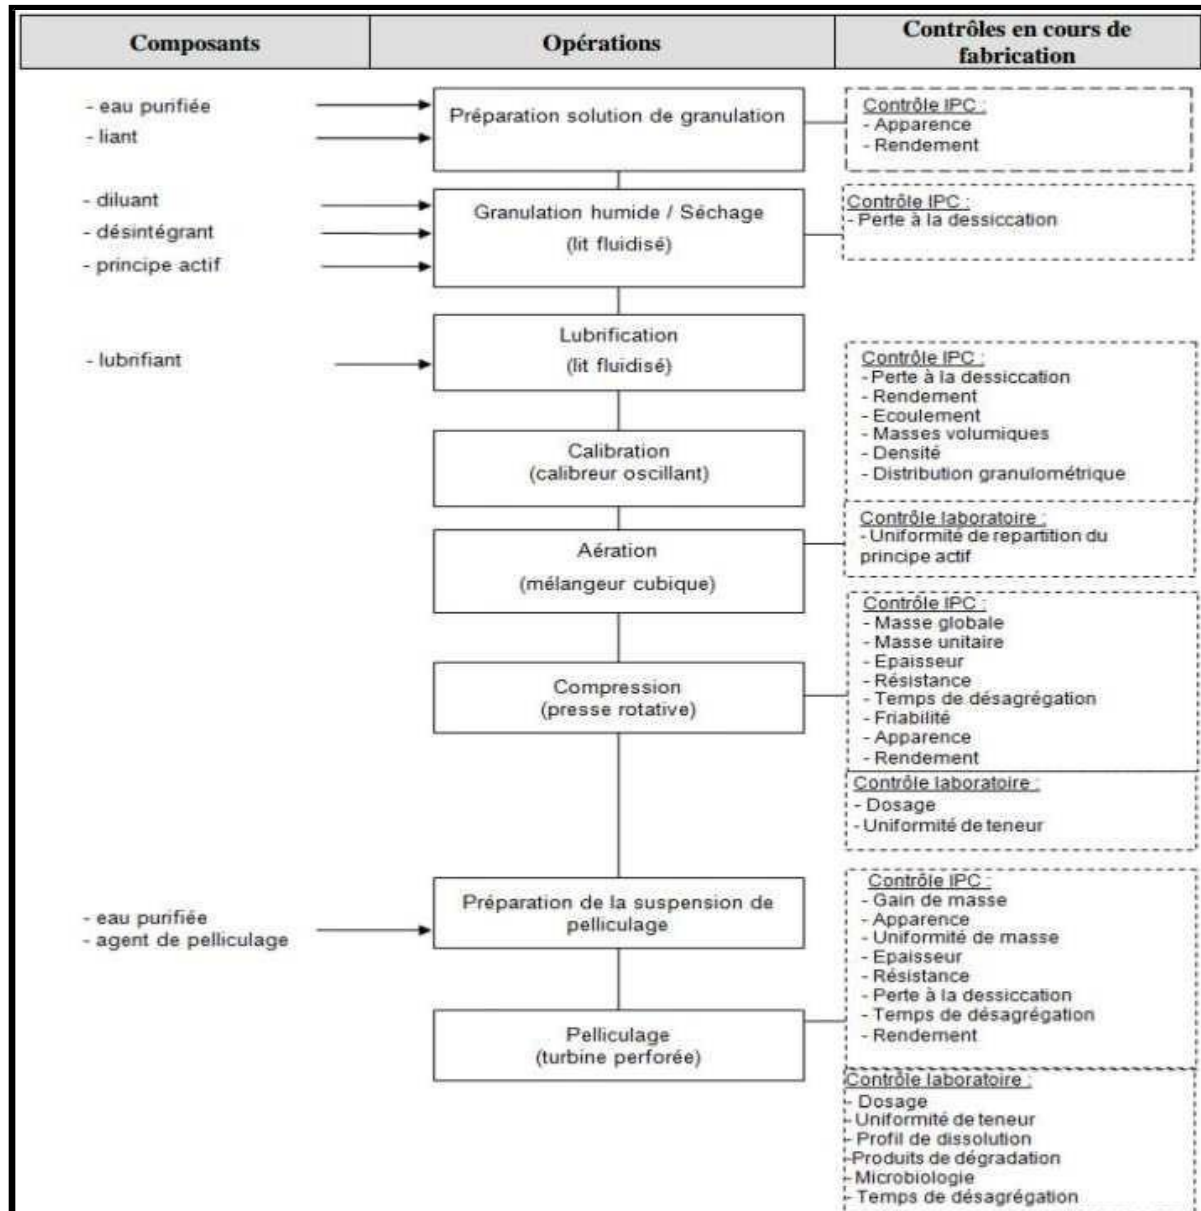 Composants
Opérations
Contrôles en cours de
fabrication
- eau purifiée
- liant
Préparation solution de granulation
Contrôle IPC :
- Apparence
- Rendement
- diluant
- désintégrant
- principe actif
Granulation humide / Séchage
(lit fluidisé)
Contrôle IPC :
- Perte à la dessiccation
- lubrifiant
Lubrification
(lit fluidisé)
Calibration
(calibreur oscillant)
Contrôle IPC :
- Perte à la dessiccation
- Rendement
- Ecoulement
- Masses volumiques
- Densité
- Distribution granulométrique
Aération
(mélangeur cubique)
Contrôle laboratoire :
- Uniformité de repartition du
principe actif
Compression
(presse rotative)
Contrôle IPC :
- Masse globale
- Masse unitaire
- Epaisseur
- Résistance
- Temps de désagrégation
- Friabilité
- Apparence
- Rendement
Contrôle laboratoire :
- Dosage
- Uniformité de teneur
- eau purifiée
- agent de pelliculage
Préparation de la suspension de
pelliculage
Pelliculage
(turbine perforée)
Contrôle IPC :
- Gain de masse
- Apparence
- Uniformité de masse
- Epaisseur
- Résistance
- Perte à la dessiccation
- Temps de désagrégation
- Rendement
Contrôle laboratoire :
- Dosage
- Uniformité de teneur
- Profil de dissolution
- Produits de dégradation
- Microbiologie
- Temps de désagrégation